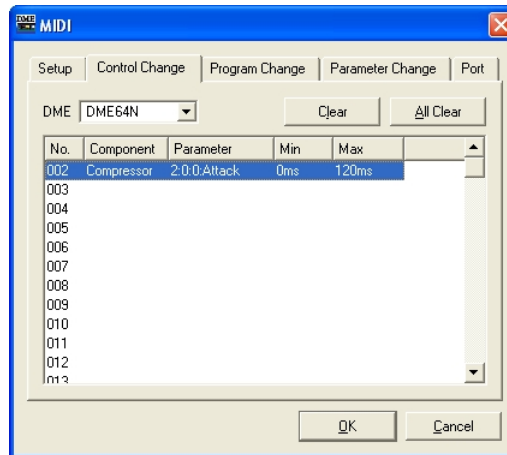 DME MIDI
Setup Control Change Program Change Parameter Change Port
DME DME64N Clear All Clear
No. Component Parameter Min Max
002 Compressor 2:0:0:Attack 0ms 120ms
003
004
005
006
007
008
009
010
011
012
013
OK Cancel